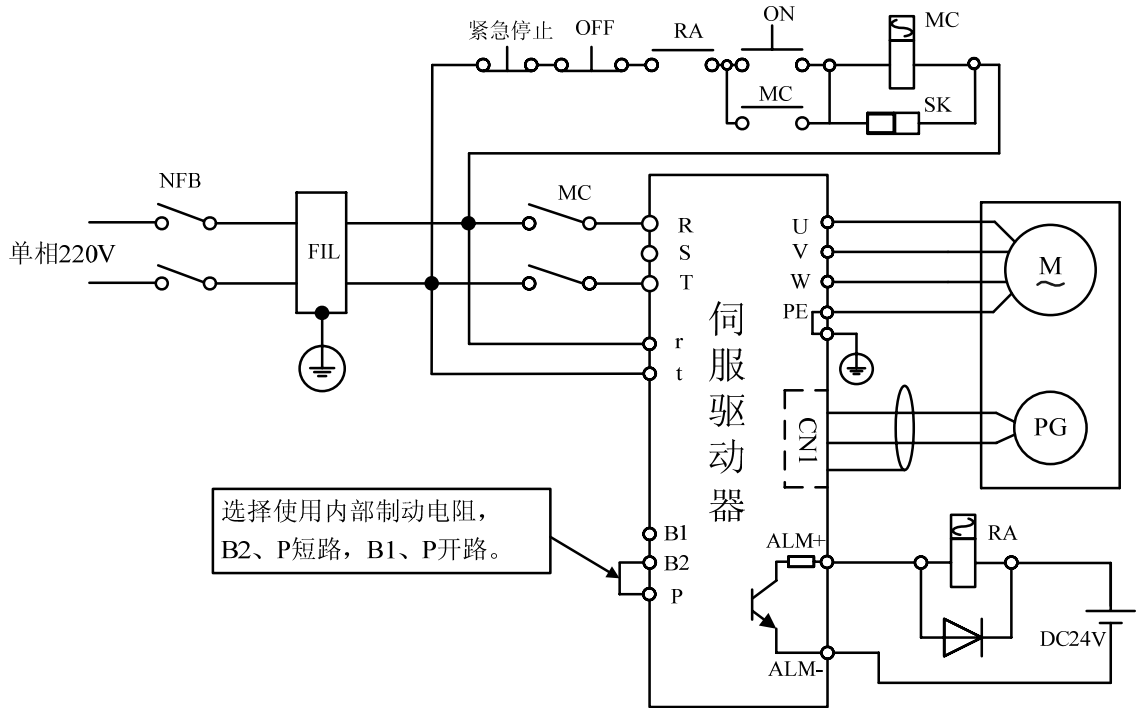 紧急停止
OFF
RA
ON
MC
MC
SK
NFB
单相220V
FIL
MC
R
S
T
r
t
伺服驱动器
U
V
W
PE
M
PG
CN1
选择使用内部制动电阻，
B2、P短路，B1、P开路。
B1
B2
P
ALM+
ALM-
RA
DC24V